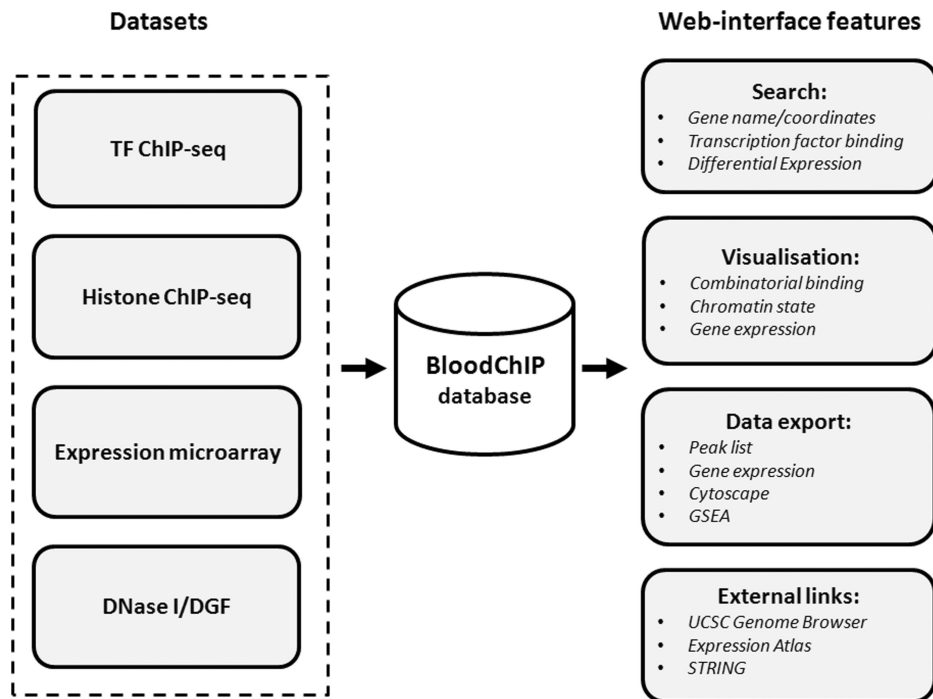 Datasets
TF ChIP-seq
Histone ChIP-seq
Expression microarray
DNase I/DGF
BloodChIP
database
Web-interface features
Search:
• Gene name/coordinates
• Transcription factor binding
• Differential Expression
Visualisation:
• Combinatorial binding
• Chromatin state
• Gene expression
Data export:
• Peak list
• Gene expression
• Cytoscape
• GSEA
External links:
• UCSC Genome Browser
• Expression Atlas
• STRING